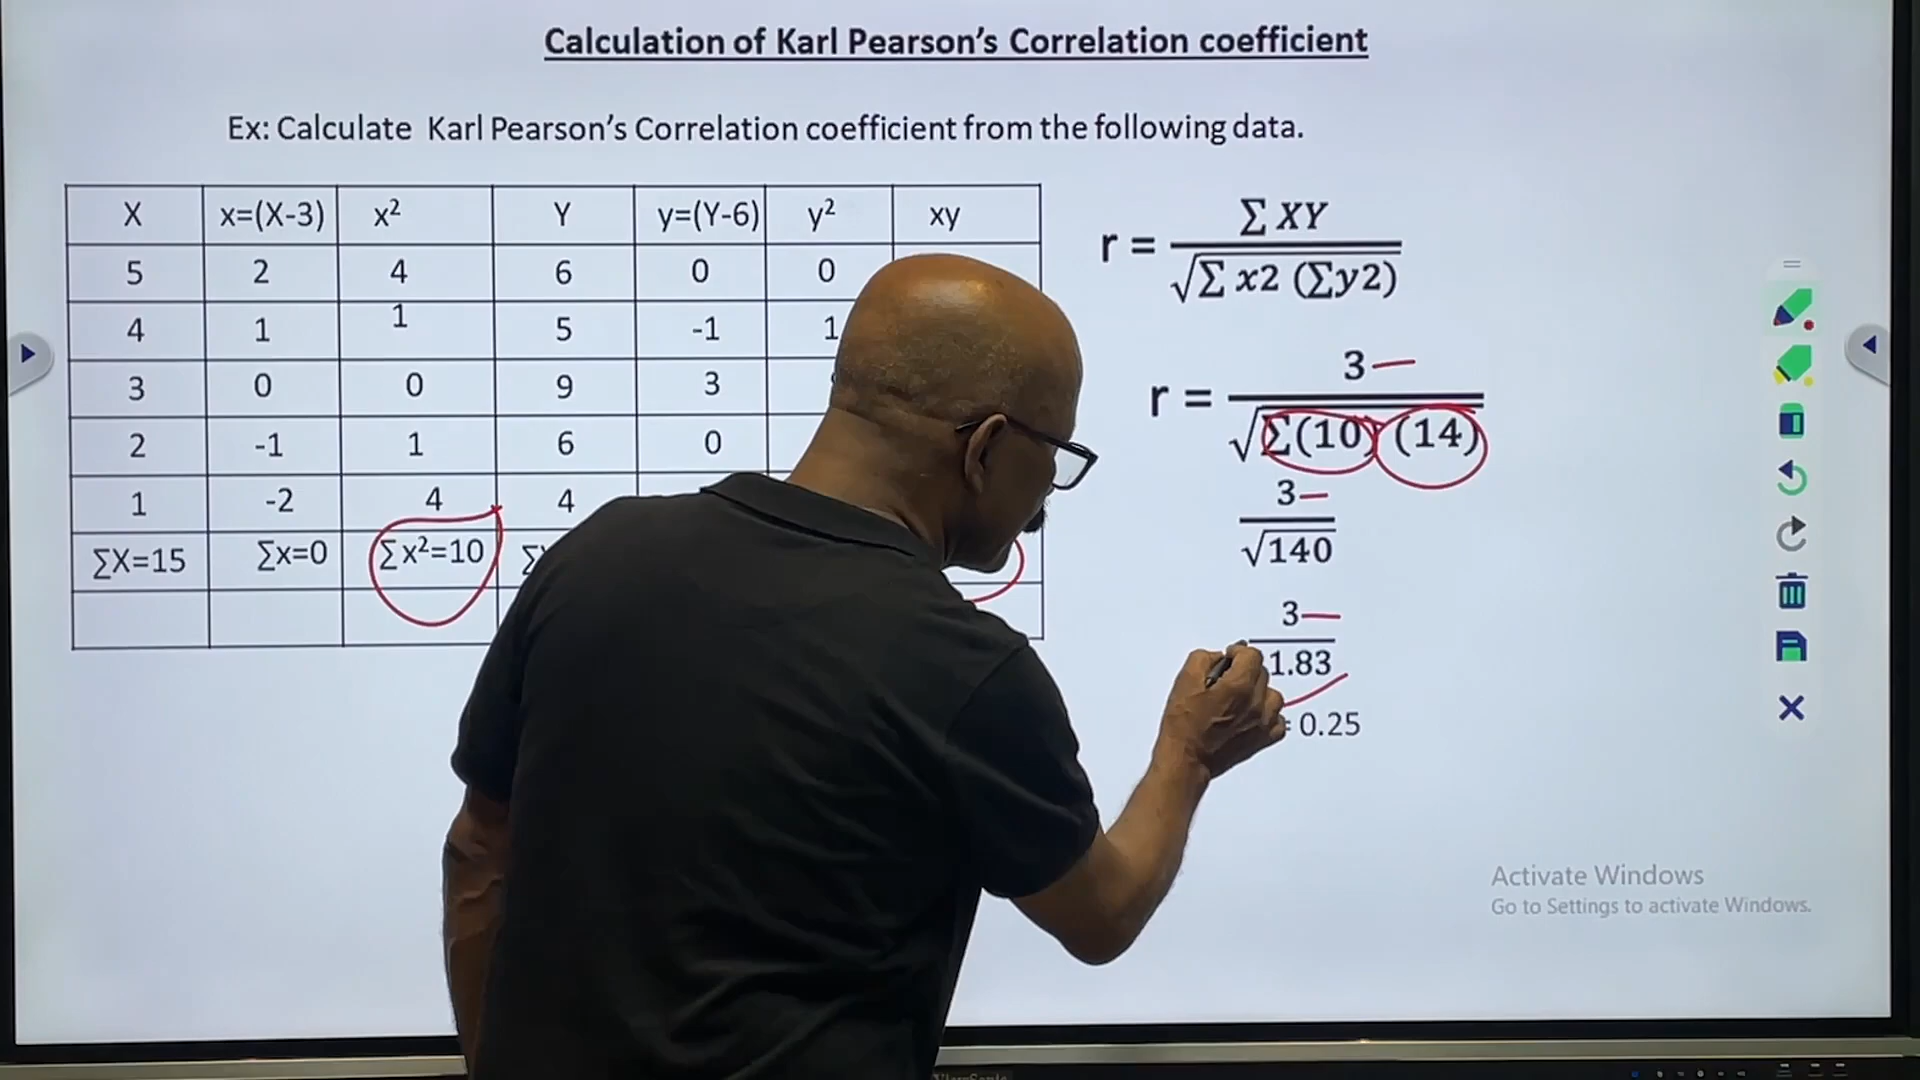 Calculation of Karl Pearson's Correlation coefficient
Ex: Calculate Karl Pearson's Correlation coefficient from the following data.
X x=(X-3) x² Y y=(Y-6) y² xy
5 2 4 6 0 0
4 1 1 5 -1 1
3 0 0 9 3
2 -1 1 6 0
1 -2 4 4
∑X=15 ∑x=0 ∑x²=10 ∑
r = ∑ XY / √∑ x2 (∑y2)
r = 3 / √∑(10) (14)
3 / √140
3 / 1.83
= 0.25
Activate Windows
Go to Settings to activate Windows.